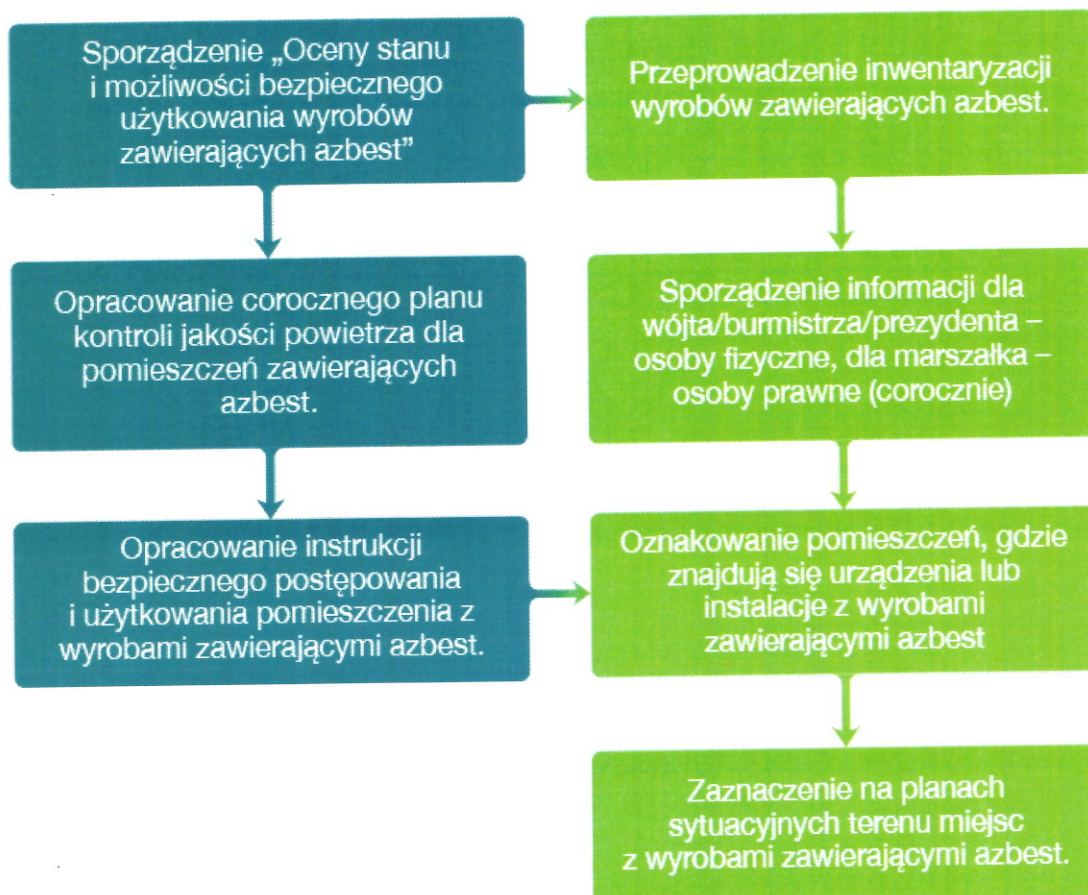 Sporządzenie „Oceny stanu
i możliwości bezpiecznego
użytkowania wyrobów
zawierających azbest”
Przeprowadzenie inwentaryzacji
wyrobów zawierających azbest.
Opracowanie corocznego planu
kontroli jakości powietrza dla
pomieszczeń zawierających
azbest.
Sporządzenie informacji dla
wójta/burmistrza/prezydenta –
osoby fizyczne, dla marszałka –
osoby prawne (corocznie)
Opracowanie instrukcji
bezpiecznego postępowania
i użytkowania pomieszczenia z
wyrobami zawierającymi azbest.
Oznakowanie pomieszczeń, gdzie
znajdują się urządzenia lub
instalacje z wyrobami
zawierającymi azbest
Zaznaczenie na planach
sytuacyjnych terenu miejsc
z wyrobami zawierającymi azbest.